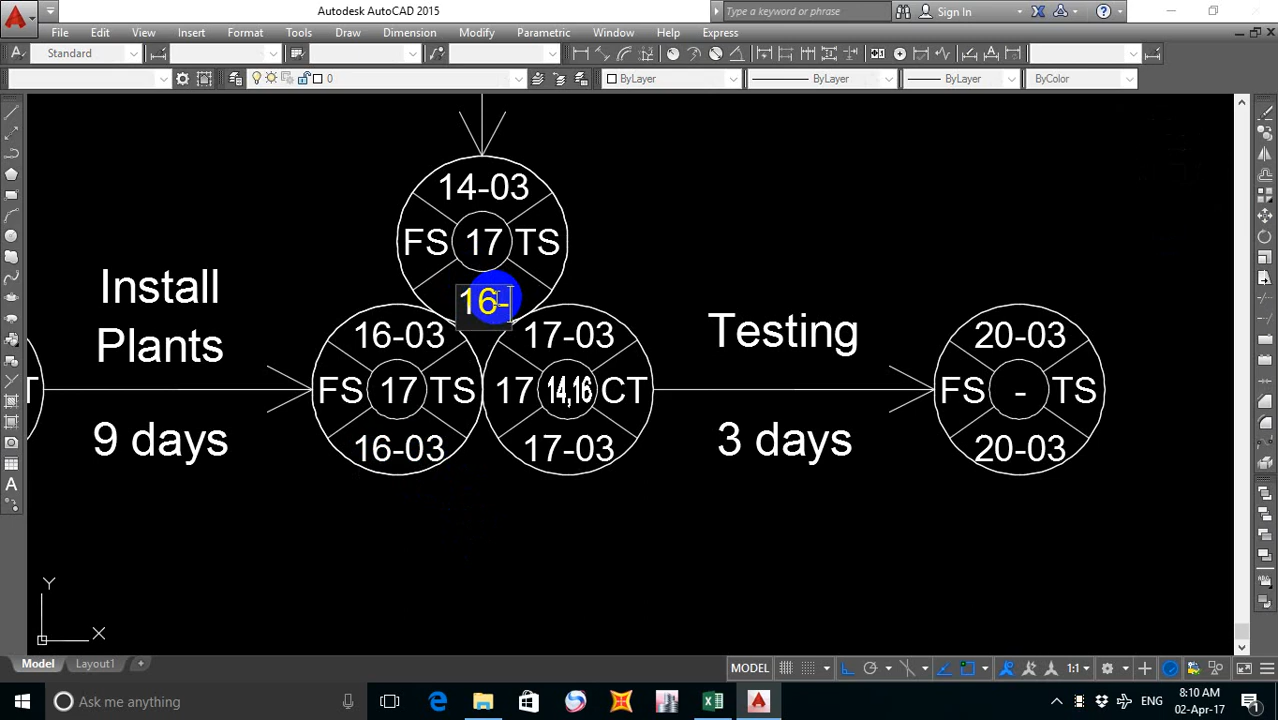 Autodesk AutoCAD 2015
Type a keyword or phrase
Sign In
File Edit View Insert Format Tools Draw Dimension Modify Parametric Window Help Express
Standard
0
ByLayer
ByLayer
ByLayer
ByColor
14-03
FS 17 TS
16-
Install
Plants
9 days
16-03
FS 17 TS
16-03
17-03
17 14,16 CT
17-03
Testing
3 days
20-03
FS - TS
20-03
Y
X
Model Layout1
MODEL
1:1
Ask me anything
ENG
8:10 AM
02-Apr-17